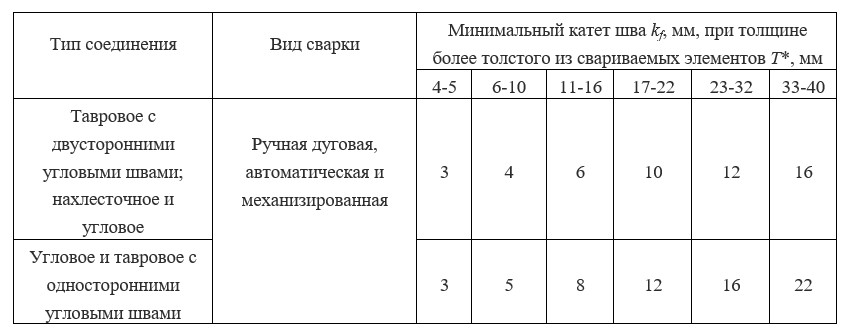 Тип соединения
Вид сварки
Минимальный катет шва kf, мм, при толщине
более толстого из свариваемых элементов T*, мм
4-5 6-10 11-16 17-22 23-32 33-40
Тавровое с
двусторонними
угловыми швами;
нахлесточное и
угловое
Ручная дуговая,
автоматическая и
механизированная
3 4 6 10 12 16
Угловое и тавровое с
односторонними
угловыми швами
3 5 8 12 16 22